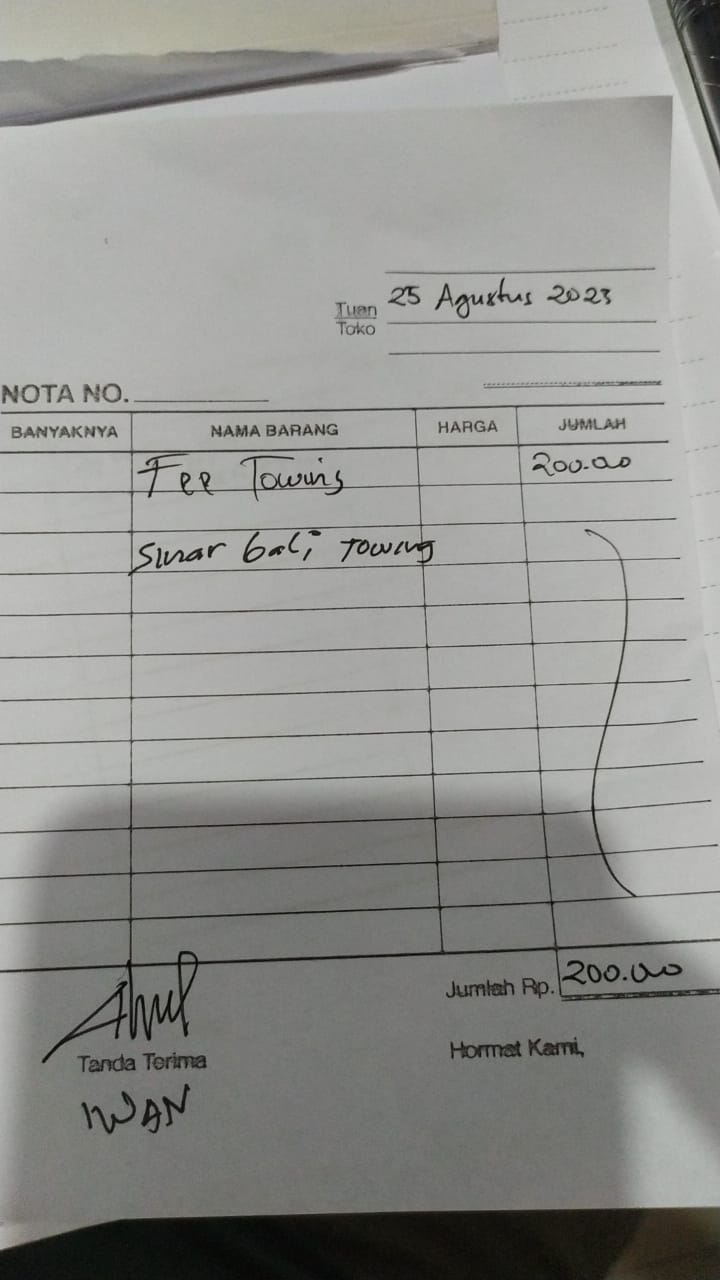 25 Agustus 2023
Tuan
Toko
NOTA NO.
BANYAKNYA NAMA BARANG HARGA JUMLAH
Fee Towing 200.000
Sinar bali Towing
Jumlah Rp. 200.000
Tanda Terima Hormat Kami,
IWAN